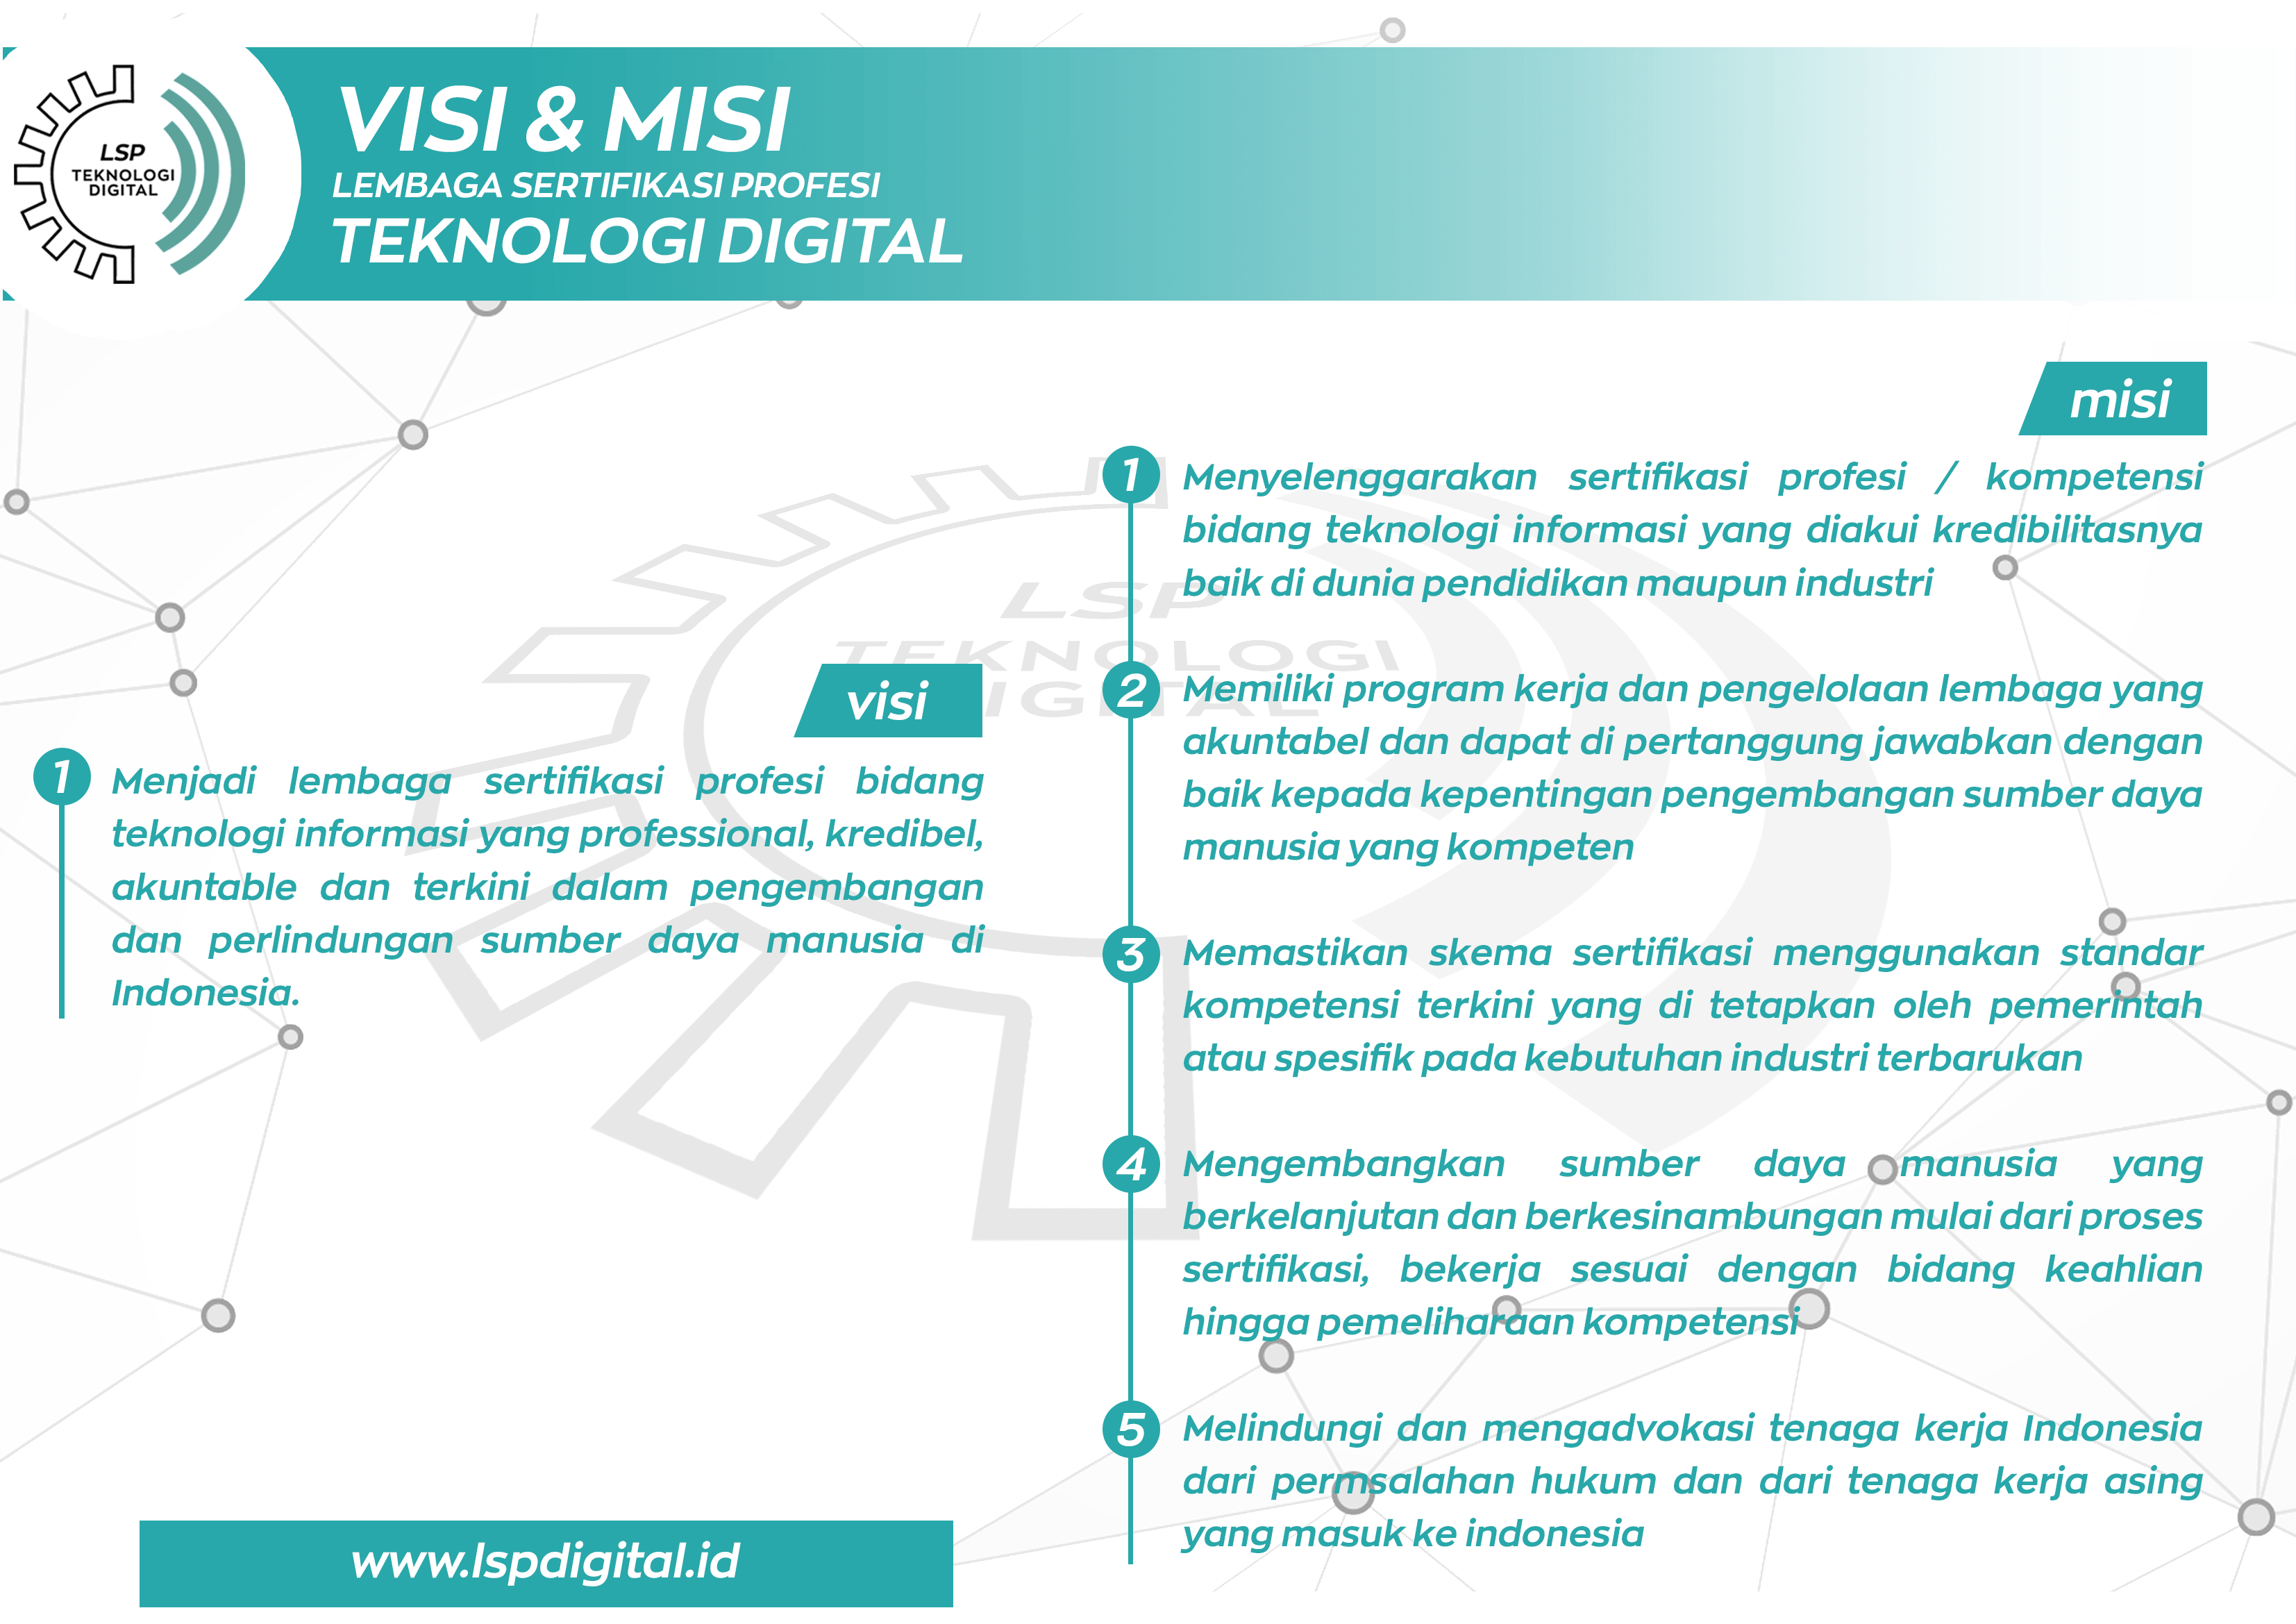 LSP
TEKNOLOGI
DIGITAL
VISI & MISI
LEMBAGA SERTIFIKASI PROFESI
TEKNOLOGI DIGITAL
visi
1
Menjadi lembaga sertifikasi profesi bidang
teknologi informasi yang professional, kredibel,
akuntable dan terkini dalam pengembangan
dan perlindungan sumber daya manusia di
Indonesia.
misi
1
Menyelenggarakan sertifikasi profesi / kompetensi
bidang teknologi informasi yang diakui kredibilitasnya
baik di dunia pendidikan maupun industri
2
Memiliki program kerja dan pengelolaan lembaga yang
akuntabel dan dapat di pertanggung jawabkan dengan
baik kepada kepentingan pengembangan sumber daya
manusia yang kompeten
3
Memastikan skema sertifikasi menggunakan standar
kompetensi terkini yang di tetapkan oleh pemerintah
atau spesifik pada kebutuhan industri terbarukan
4
Mengembangkan sumber daya manusia yang
berkelanjutan dan berkesinambungan mulai dari proses
sertifikasi, bekerja sesuai dengan bidang keahlian
hingga pemeliharaan kompetensi
5
Melindungi dan mengadvokasi tenaga kerja Indonesia
dari permsalahan hukum dan dari tenaga kerja asing
yang masuk ke indonesia
LSP
TEKNOLOGI
IGITAL
www.lspdigital.id